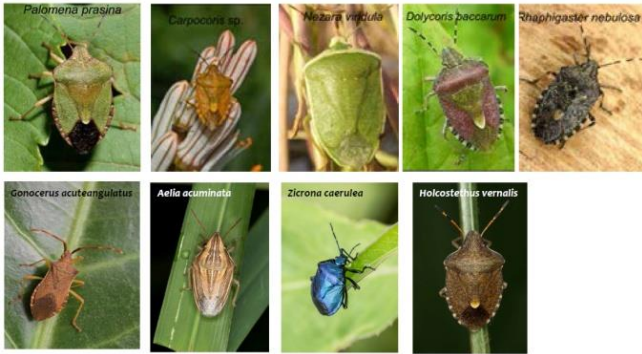 Palomena prasina
Carpocoris sp.
Nezara viridula
Dolycoris baccarum
Rhaphigaster nebulosa
Gonocerus acuteangulatus
Aelia acuminata
Zicrona caerulea
Holcostethus vernalis